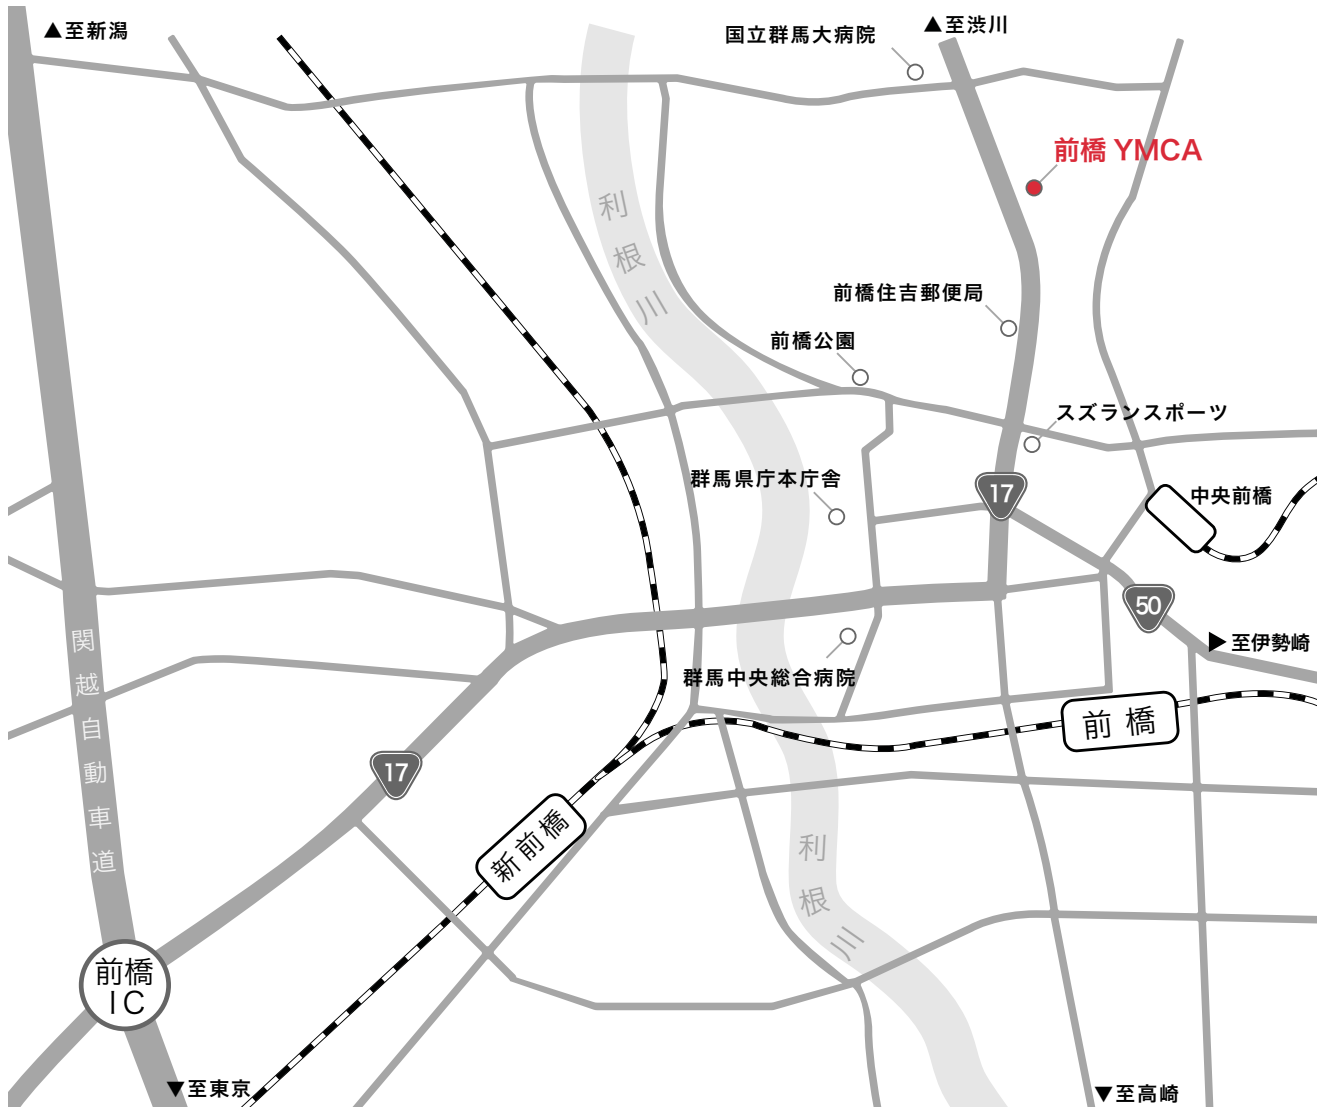 ▲至新潟
国立群馬大病院
▲至渋川
前橋 YMCA
利根川
前橋住吉郵便局
前橋公園
スズランスポーツ
群馬県庁本庁舎
17
中央前橋
50
▶至伊勢崎
関越自動車道
群馬中央総合病院
前橋
17
新前橋
利根川
前橋
IC
▼至東京
▼至高崎